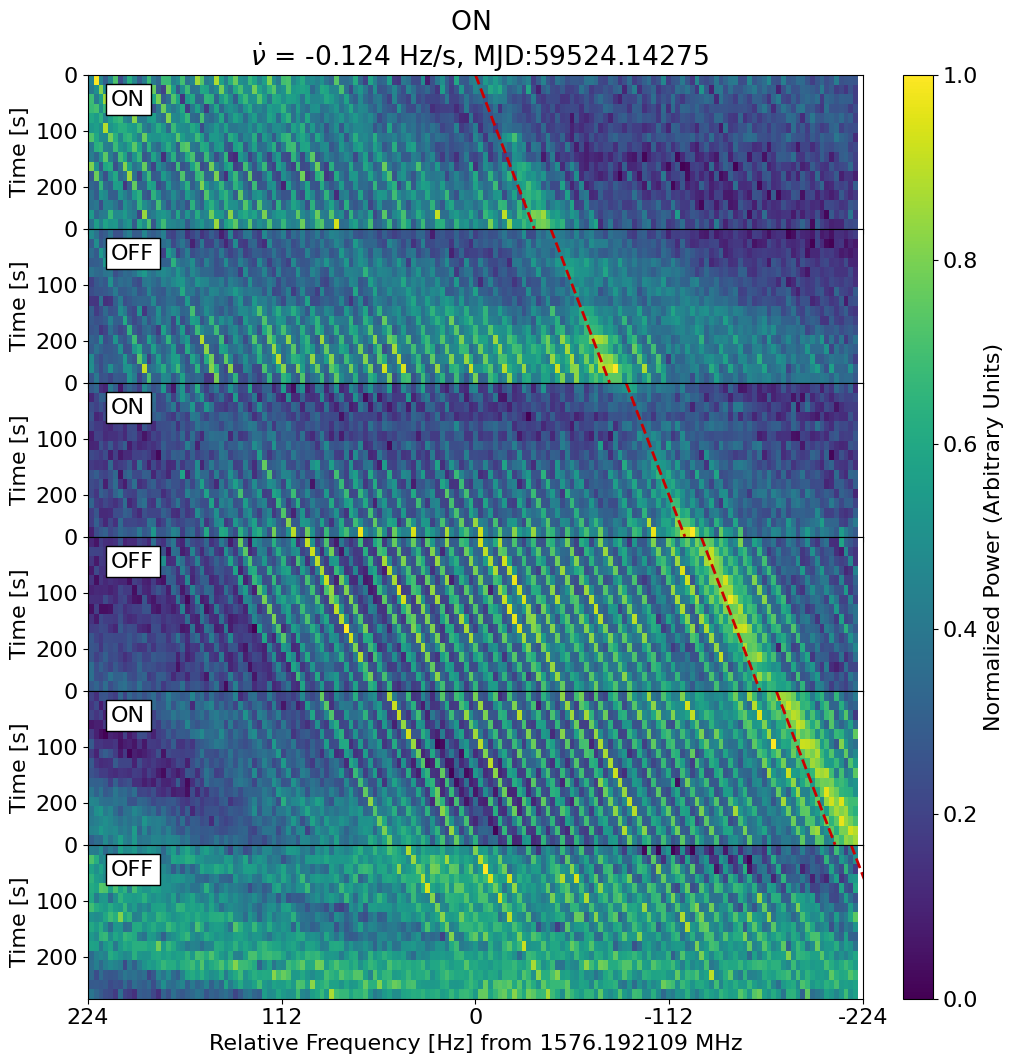 ON
ν̇ = -0.124 Hz/s, MJD:59524.14275
0
ON
100
Time [s]
200
0
OFF
100
Time [s]
200
0
ON
100
Time [s]
200
0
OFF
100
Time [s]
200
0
ON
100
Time [s]
200
0
OFF
100
Time [s]
200
224 112 0 -112 -224
Relative Frequency [Hz] from 1576.192109 MHz
1.0
0.8
0.6
0.4
0.2
0.0
Normalized Power (Arbitrary Units)